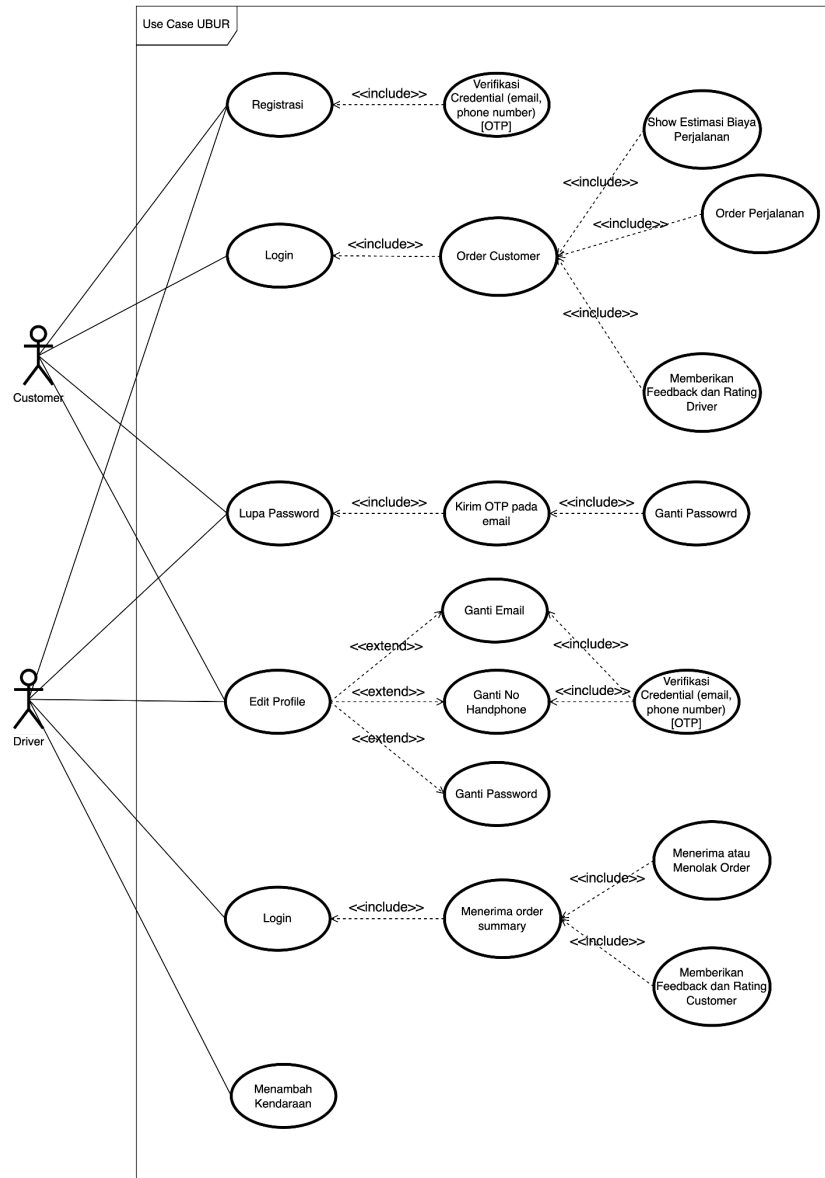 Use Case UBUR
Registrasi
<<include>>
Verifikasi
Credential (email,
phone number)
[OTP]
Show Estimasi Biaya
Perjalanan
<<include>>
Order Perjalanan
<<include>>
Login
<<include>>
Order Customer
<<include>>
Memberikan
Feedback dan Rating
Driver
Customer
Lupa Password
<<include>>
Kirim OTP pada
email
<<include>>
Ganti Passowrd
Ganti Email
<<extend>>
<<include>>
Driver
Edit Profile
<<extend>>
Ganti No
Handphone
<<include>>
Verifikasi
Credential (email,
phone number)
[OTP]
<<extend>>
Ganti Password
Menerima atau
Menolak Order
<<include>>
Login
<<include>>
Menerima order
summary
<<include>>
Memberikan
Feedback dan Rating
Customer
Menambah
Kendaraan